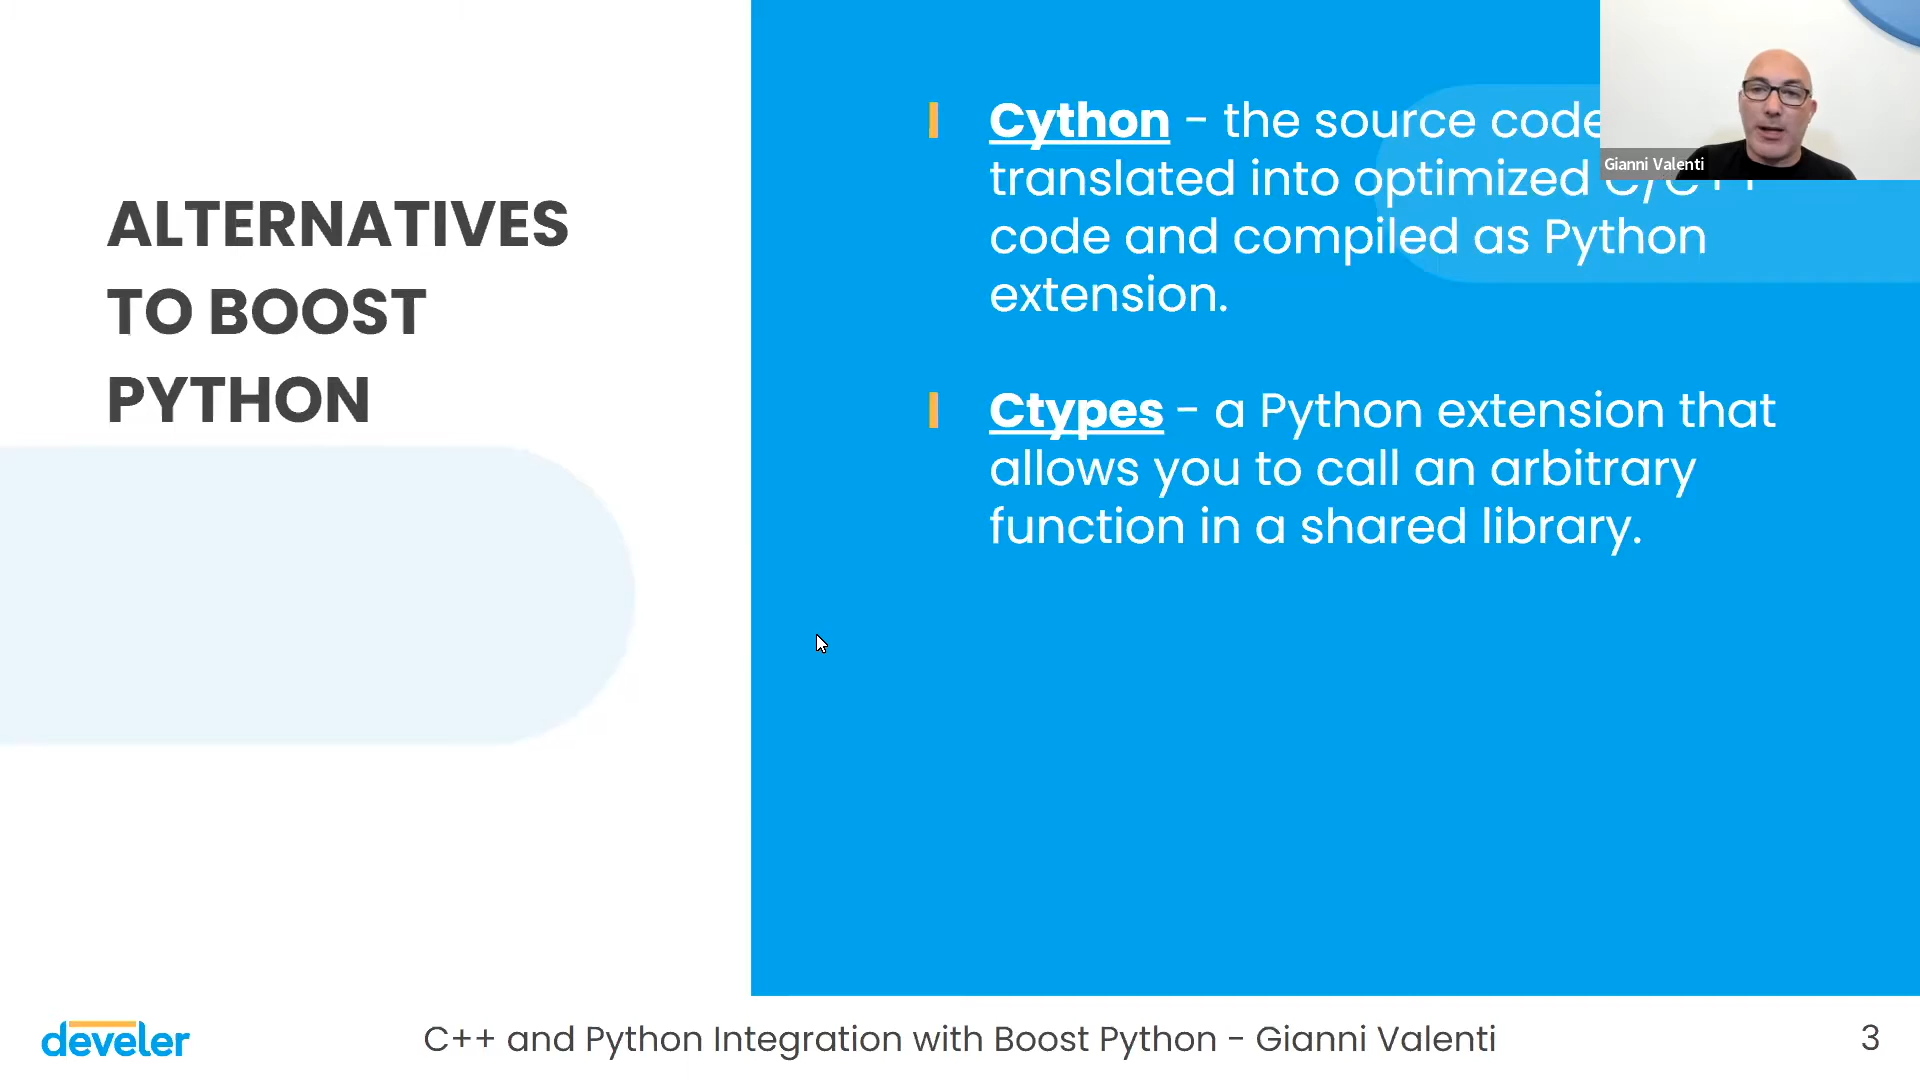 ALTERNATIVES
TO BOOST
PYTHON
Cython - the source code
translated into optimized C/C++
code and compiled as Python
extension.
Ctypes - a Python extension that
allows you to call an arbitrary
function in a shared library.
Gianni Valenti
develer
C++ and Python Integration with Boost Python - Gianni Valenti
3